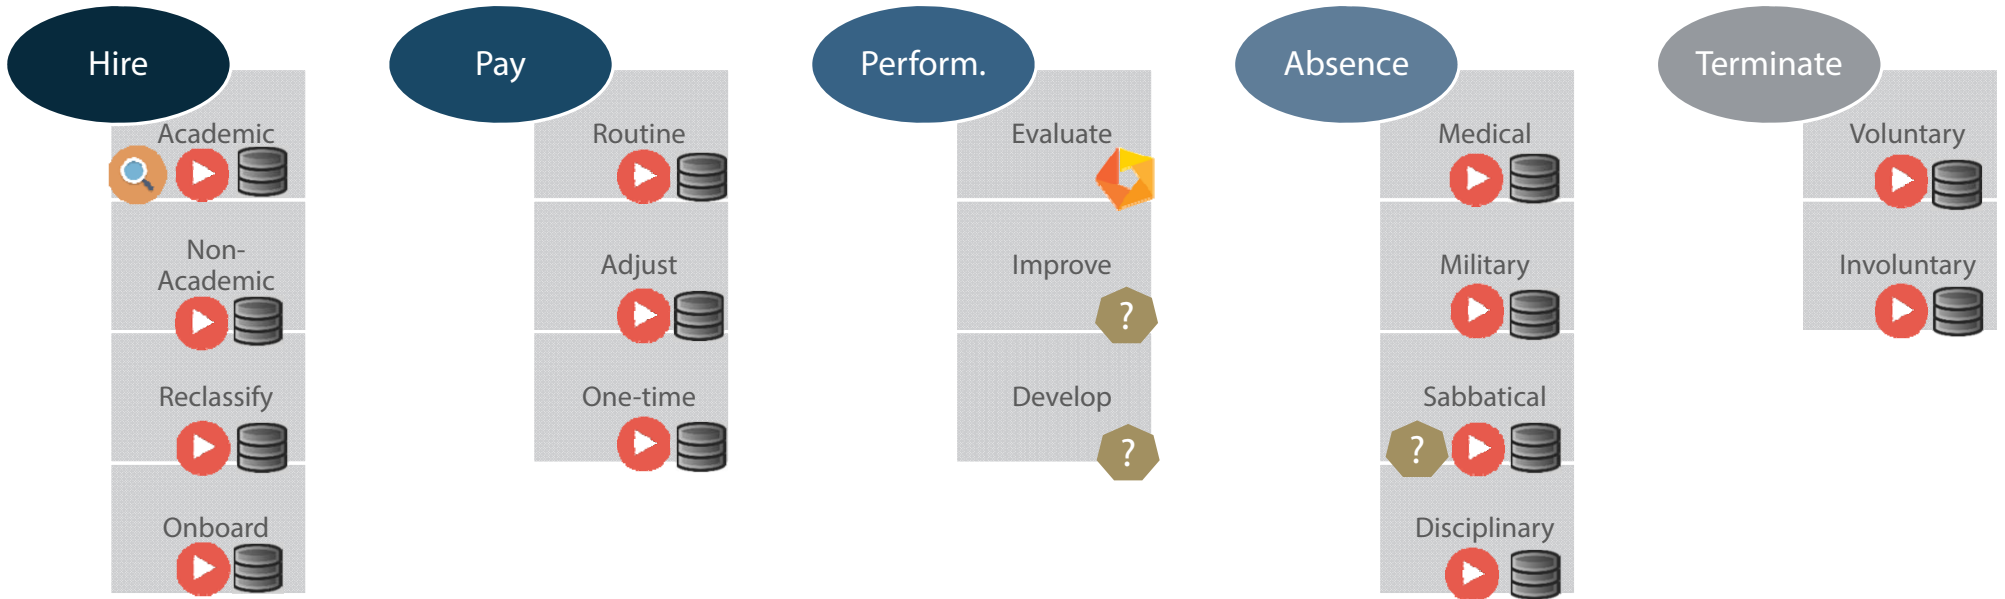 Hire
Academic
Non-
Academic
Reclassify
Onboard
Pay
Routine
Adjust
One-time
Perform.
Evaluate
Improve
?
Develop
?
Absence
Medical
Military
Sabbatical
?
Disciplinary
Terminate
Voluntary
Involuntary